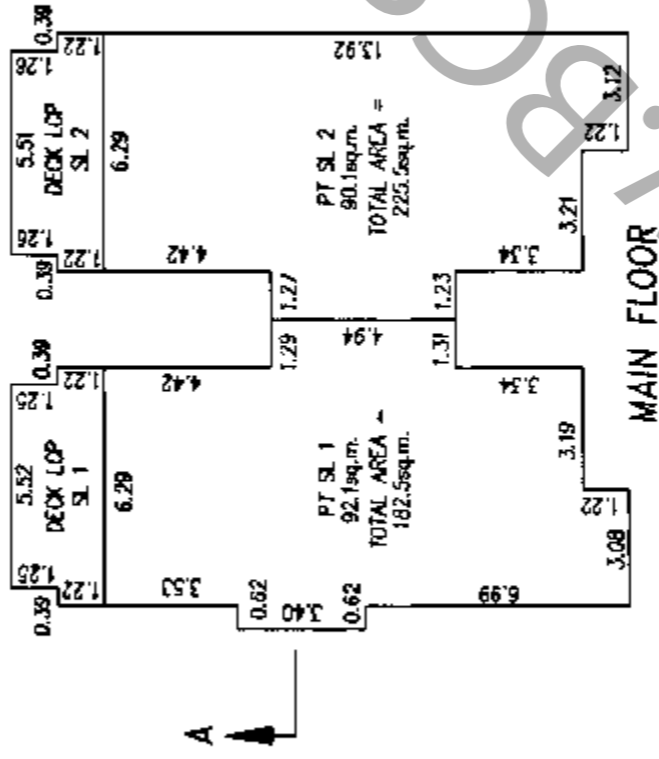 5.52
1.25
1.25
0.39
0.39
DECK LCP
SL 1
1.22
1.22
6.29
5.51
1.26
1.26
0.39
0.39
DECK LCP
SL 2
1.22
1.22
6.29
3.53
4.42
4.42
13.92
0.62
3.40
0.62
1.29
1.27
4.94
1.31
1.23
PT SL 1
92.1sq.m.
TOTAL AREA =
182.5sq.m.
PT SL 2
90.1sq.m.
TOTAL AREA =
225.5sq.m.
6.99
3.34
3.34
3.19
3.21
1.22
1.22
3.08
3.12
A
MAIN FLOOR